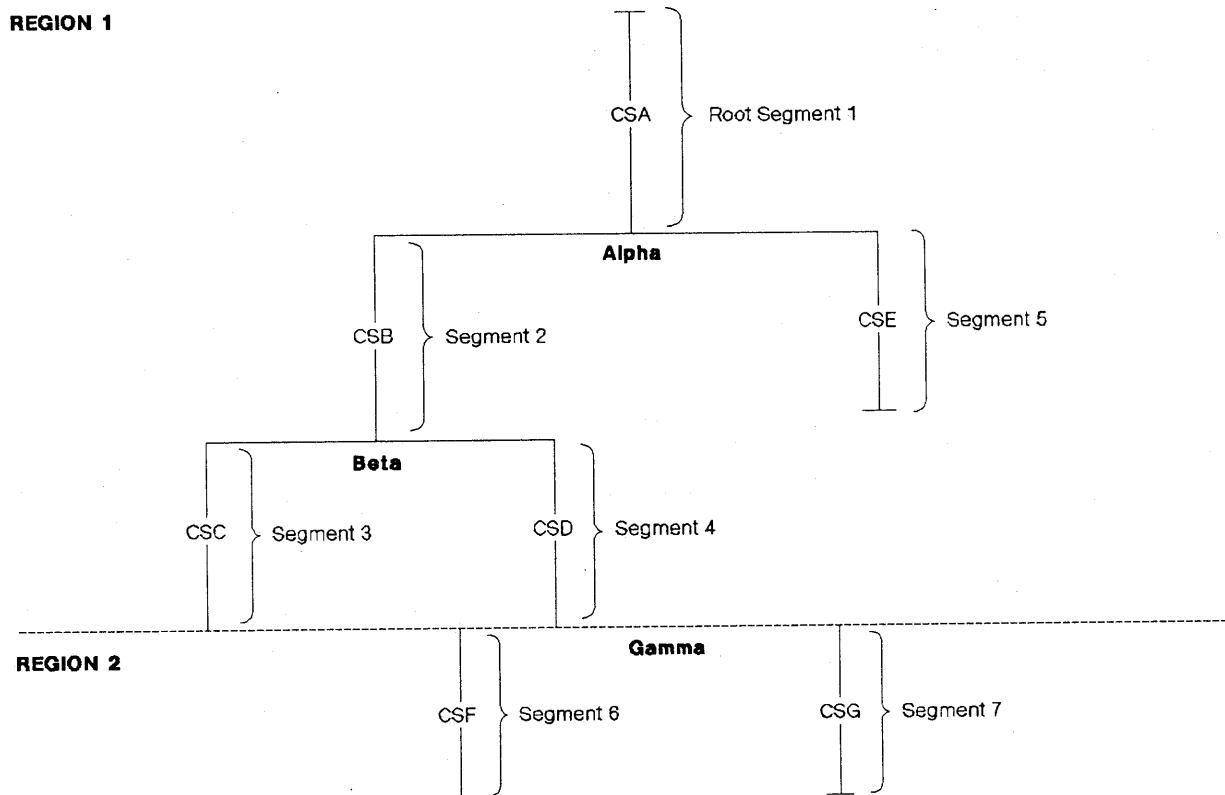 REGION 1
CSA
Root Segment 1
Alpha
CSB
Segment 2
CSE
Segment 5
Beta
CSC
Segment 3
CSD
Segment 4
REGION 2
Gamma
CSF
Segment 6
CSG
Segment 7